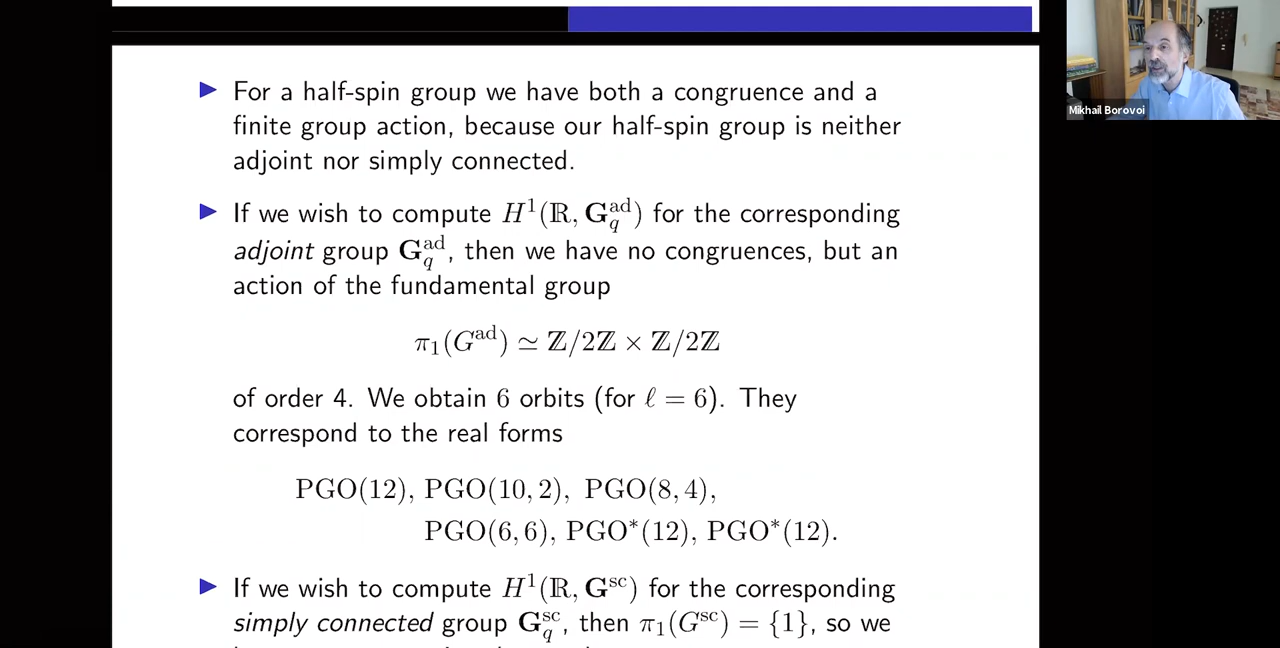 ▶ For a half-spin group we have both a congruence and a
finite group action, because our half-spin group is neither
adjoint nor simply connected.
▶ If we wish to compute H¹(ℝ, G_q^ad) for the corresponding
adjoint group G_q^ad, then we have no congruences, but an
action of the fundamental group
π₁(G^ad) ≃ ℤ/2ℤ × ℤ/2ℤ
of order 4. We obtain 6 orbits (for ℓ = 6). They
correspond to the real forms
PGO(12), PGO(10, 2), PGO(8, 4),
PGO(6, 6), PGO*(12), PGO*(12).
▶ If we wish to compute H¹(ℝ, G^sc) for the corresponding
simply connected group G_q^sc, then π₁(G^sc) = {1}, so we
Mikhail Borovoi